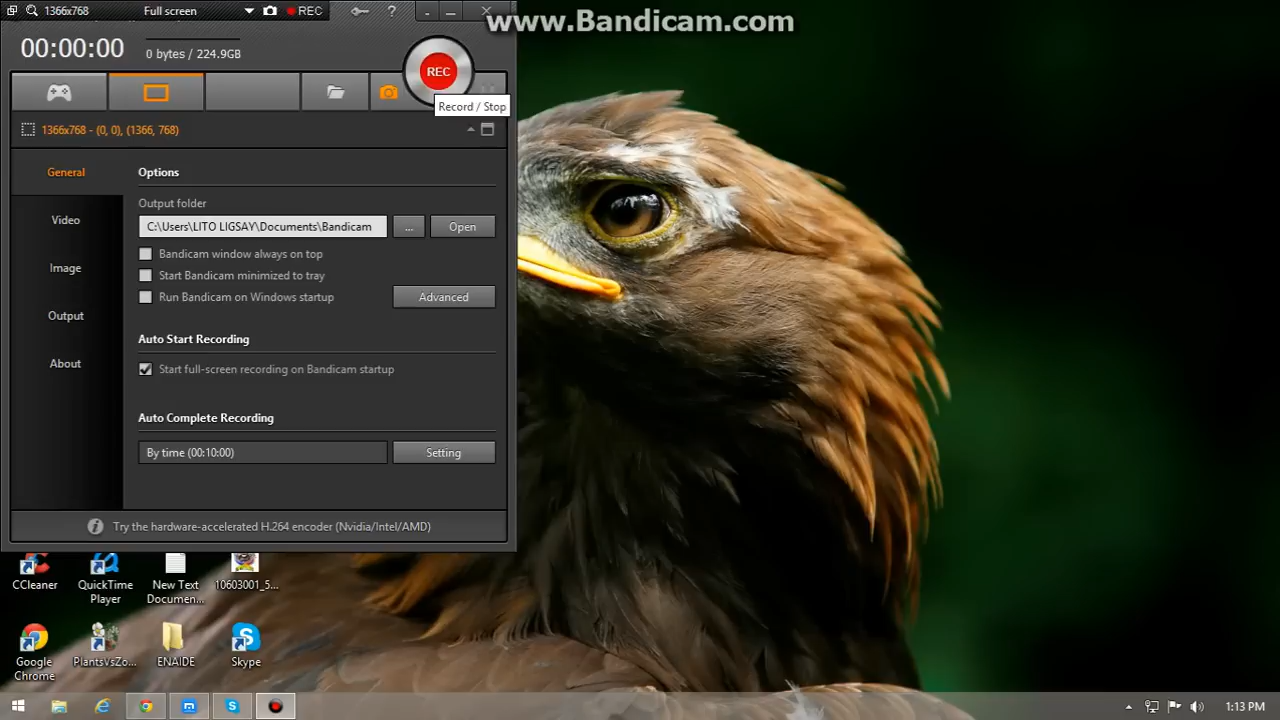 1366x768
Full screen
REC
?
www.Bandicam.com
00:00:00
0 bytes / 224.9GB
REC
Record / Stop
1366x768 - (0, 0), (1366, 768)
General
Options
Output folder
Video
C:\Users\LITO LIGSAY\Documents\Bandicam
...
Open
Bandicam window always on top
Image
Start Bandicam minimized to tray
Run Bandicam on Windows startup
Advanced
Output
Auto Start Recording
About
Start full-screen recording on Bandicam startup
Auto Complete Recording
By time (00:10:00)
Setting
Try the hardware-accelerated H.264 encoder (Nvidia/Intel/AMD)
CCleaner
QuickTime
Player
New Text
Documen...
10603001_5...
Google
Chrome
PlantsVsZo...
ENAIDE
Skype
1:13 PM